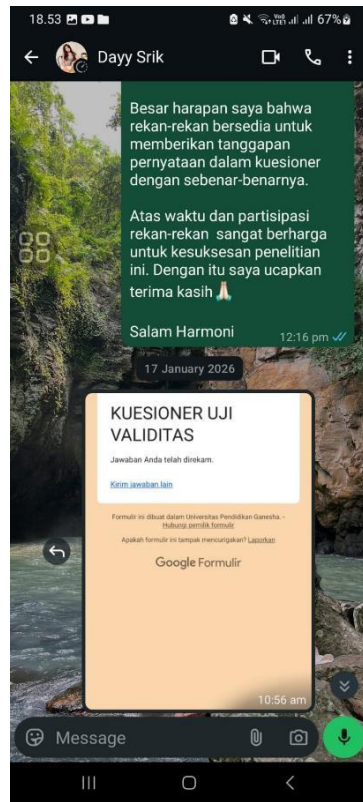 18.53
67%
Dayy Srik
Besar harapan saya bahwa
rekan-rekan bersedia untuk
memberikan tanggapan
pernyataan dalam kuesioner
dengan sebenar-benarnya.
Atas waktu dan partisipasi
rekan-rekan sangat berharga
untuk kesuksesan penelitian
ini. Dengan itu saya ucapkan
terima kasih 🙏🏻
Salam Harmoni
12:16 pm
17 January 2026
KUESIONER UJI
VALIDITAS
Jawaban Anda telah direkam.
Kirim jawaban lain
Formulir ini dibuat dalam Universitas Pendidikan Ganesha. -
Hubungi pemilik formulir
Apakah formulir ini tampak mencurigakan? Laporkan
Google Formulir
10:56 am
Message